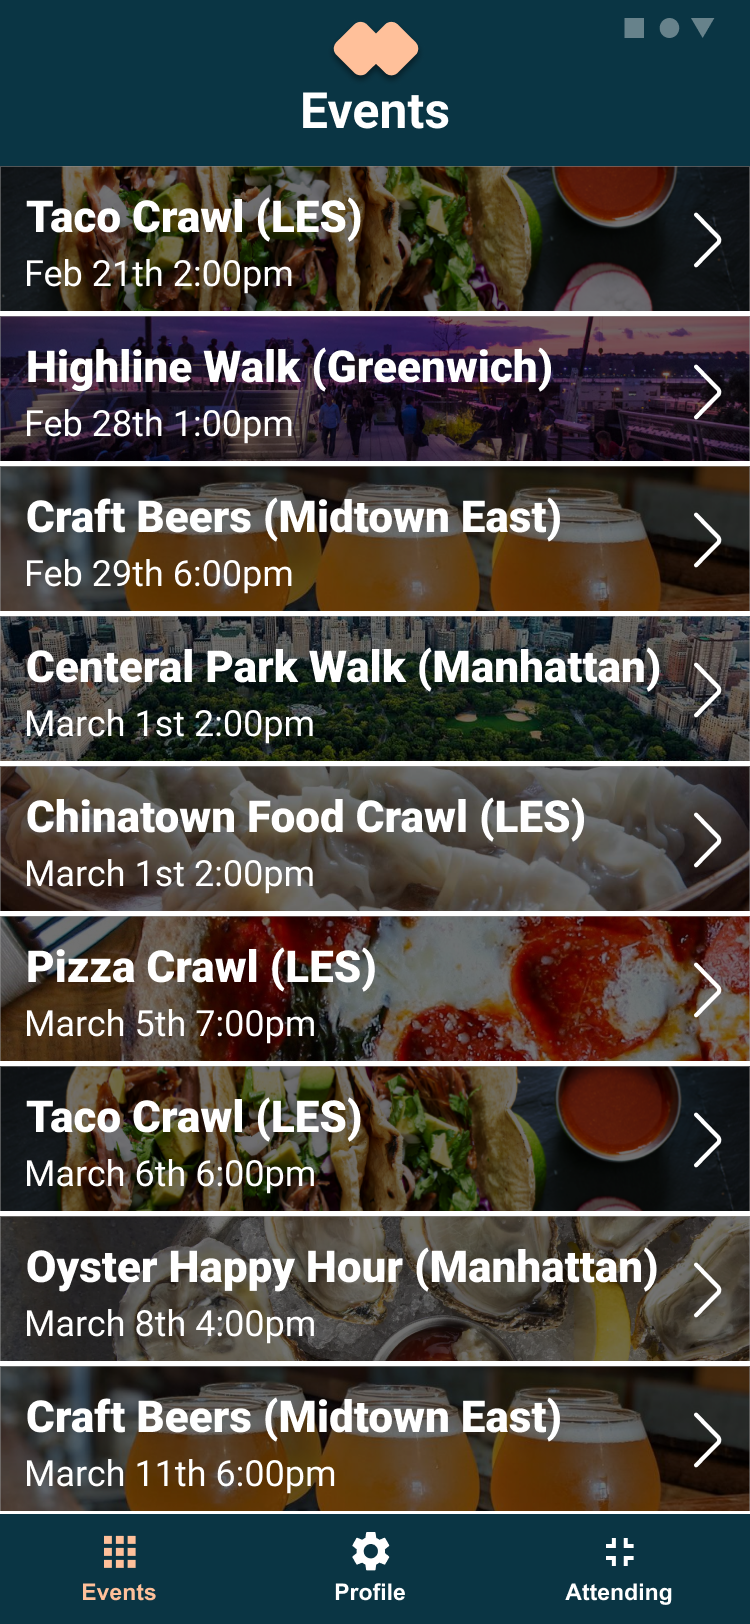 Events
Taco Crawl (LES)
Feb 21th 2:00pm
Highline Walk (Greenwich)
Feb 28th 1:00pm
Craft Beers (Midtown East)
Feb 29th 6:00pm
Centeral Park Walk (Manhattan)
March 1st 2:00pm
Chinatown Food Crawl (LES)
March 1st 2:00pm
Pizza Crawl (LES)
March 5th 7:00pm
Taco Crawl (LES)
March 6th 6:00pm
Oyster Happy Hour (Manhattan)
March 8th 4:00pm
Craft Beers (Midtown East)
March 11th 6:00pm
Events Profile Attending